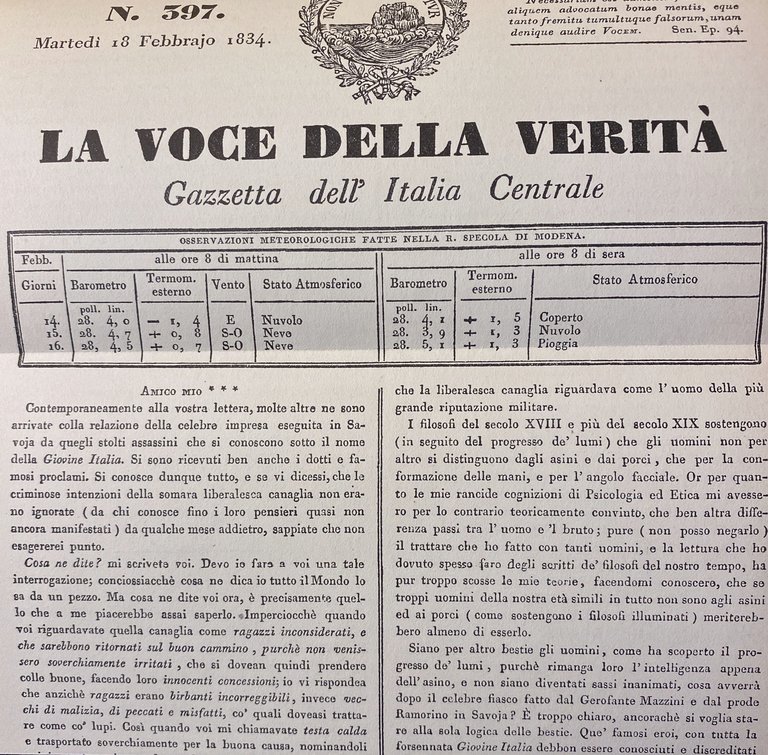 N. 397.
Martedì 18 Febbrajo 1834.
aliquem advocatum bonae mentis, eque
tanto fremitu tumultuque falsorum, unam
denique audire VOCEM. Sen. Ep. 94.
LA VOCE DELLA VERITÀ
Gazzetta dell' Italia Centrale
OSSERVAZIONI METEOROLOGICHE FATTE NELLA R. SPECOLA DI MODENA.
Febb. alle ore 8 di mattina alle ore 8 di sera
Giorni Barometro Termom. esterno Vento Stato Atmosferico Barometro Termom. esterno Stato Atmosferico
poll. lin. poll. lin.
14. 28. 4, 0 — 1, 4 E Nuvolo 28. 4, 1 + 1, 5 Coperto
15. 28. 4, 7 + 0, 8 S-O Neve 28. 3, 9 + 1, 3 Nuvolo
16. 28, 4, 5 + 0, 7 S-O Neve 28. 5, 1 + 1, 3 Pioggia
AMICO MIO * * *
Contemporaneamente alla vostra lettera, molte altre ne sono
arrivate colla relazione della celebre impresa eseguita in Sa-
voja da quegli stolti assassini che si conoscono sotto il nome
della Giovine Italia. Si sono ricevuti ben anche i dotti e fa-
mosi proclami. Si conosce dunque tutto, e se vi dicessi, che le
criminose intenzioni della somara liberalesca canaglia non era-
no ignorate ( da chi conosce fino i loro pensieri quasi non
ancora manifestati ) da qualche mese addietro, sappiate che non
esagererei punto.
Cosa ne dite? mi scrivete voi. Devo io fare a voi una tale
interrogazione; conciossiacchè cosa ne dica io tutto il Mondo lo
sa da un pezzo. Ma cosa ne dite voi ora, è precisamente quel-
lo che a me piacerebbe assai saperlo. Imperciocchè quando
voi riguardavate quella canaglia come ragazzi inconsiderati, e
che sarebbono ritornati sul buon cammino, purchè non venis-
sero soverchiamente irritati, che si dovean quindi prendere
colle buone, facendo loro innocenti concessioni; io vi rispondea
che anzichè ragazzi erano birbanti incorreggibili, invece vec-
chi di malizia, di peccati e misfatti, co' quali doveasi tratta-
re come co' lupi. Così quando voi mi chiamavate testa calda
e trasportato soverchiamente per la buona causa, nominandoli
che la liberalesca canaglia riguardava come l' uomo della più
grande riputazione militare.
I filosofi del secolo XVIII e più del secolo XIX sostengono
( in seguito del progresso de' lumi ) che gli uomini non per
altro si distinguono dagli asini e dai porci, che per la con-
formazione delle mani, e per l' angolo facciale. Or per quan-
to le mie rancide cognizioni di Psicologia ed Etica mi avesse-
ro per lo contrario teoricamente convinto, che ben altra diffe-
renza passi tra l' uomo e 'l bruto; pure ( non posso negarlo )
il trattare che ho fatto con tanti uomini, e la lettura che ho
dovuto spesso fare degli scritti de' filosofi del nostro tempo, ha
pur troppo scosse le mie teorie, facendomi conoscere, che se
troppi uomini della nostra età simili in tutto non sono agli asini
ed ai porci ( come sostengono i filosofi illuminati ) meritereb-
bero almeno di esserlo.
Siano per altro bestie gli uomini, come ha scoperto il pro-
gresso de' lumi, purchè rimanga loro l' intelligenza appena
dell' asino, e non siano diventati sassi inanimati, cosa avverrà
dopo il celebre fiasco fatto dal Gerofante Mazzini e dal prode
Ramorino in Savoja? È troppo chiaro, ancorachè si voglia sta-
re alla sola logica delle bestie. Que' famosi eroi, con tutta la
forsennata Giovine Italia debbon essere conosciuti e discreditati